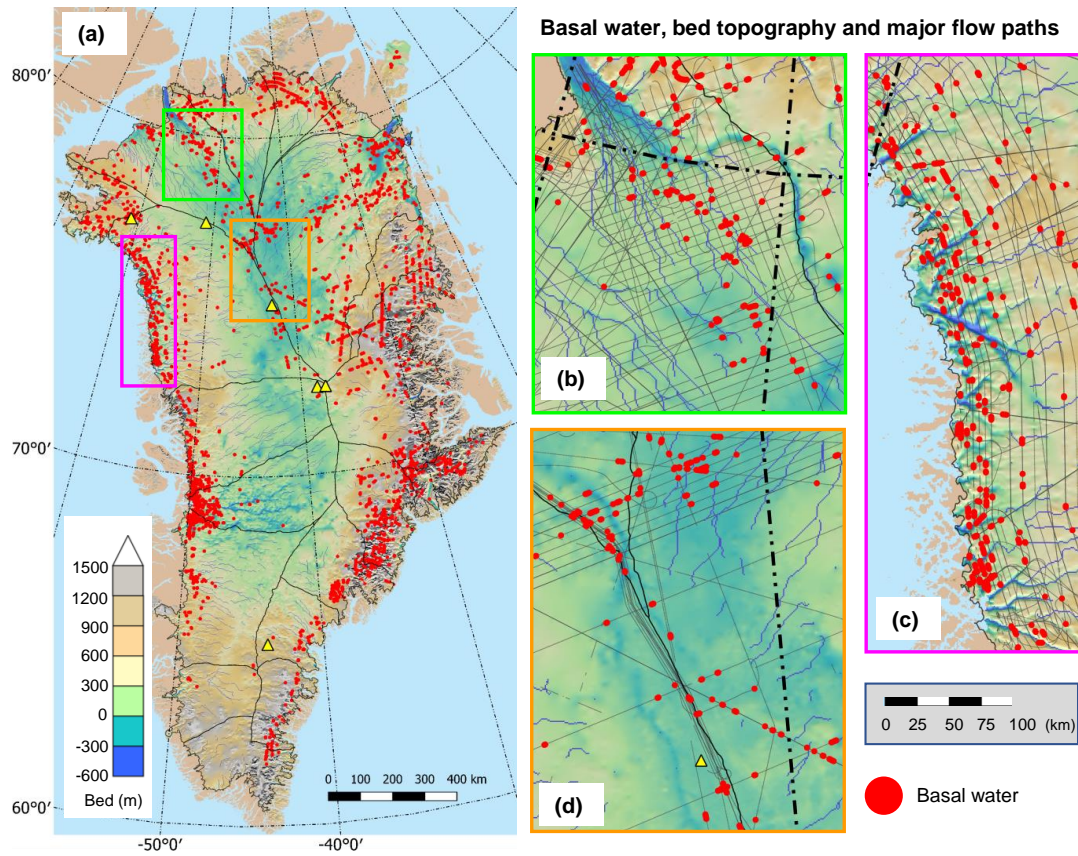 Basal water, bed topography and major flow paths
(a)
80°0'
70°0'
60°0'
-50°0'
-40°0'
1500
1200
900
600
300
0
-300
-600
Bed (m)
0 100 200 300 400 km
(b)
(c)
(d)
0 25 50 75 100 (km)
Basal water